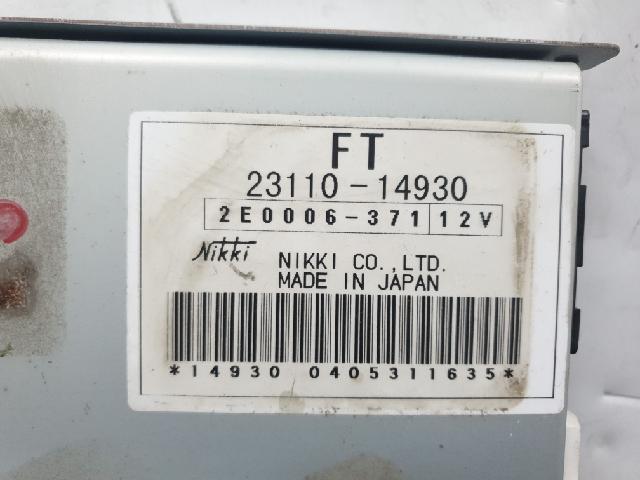 FT
23110-14930
2E0006-371 12V
Nikki NIKKI CO.,LTD.
MADE IN JAPAN
*14930 0405311635*